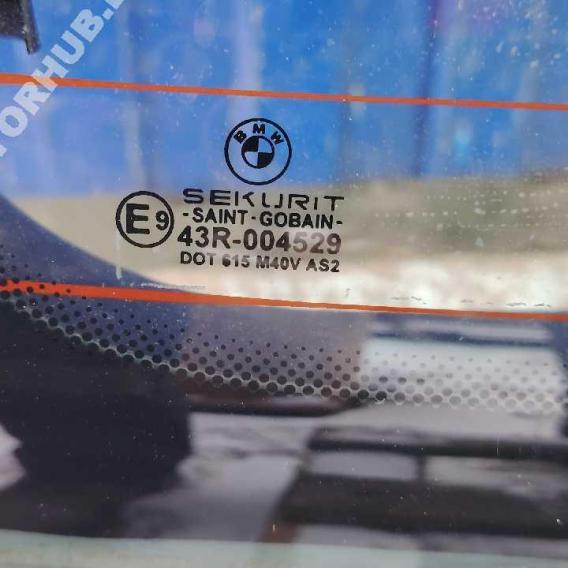 BMW
SEKURIT
-SAINT-GOBAIN-
E9
43R-004529
DOT 615 M40V AS2